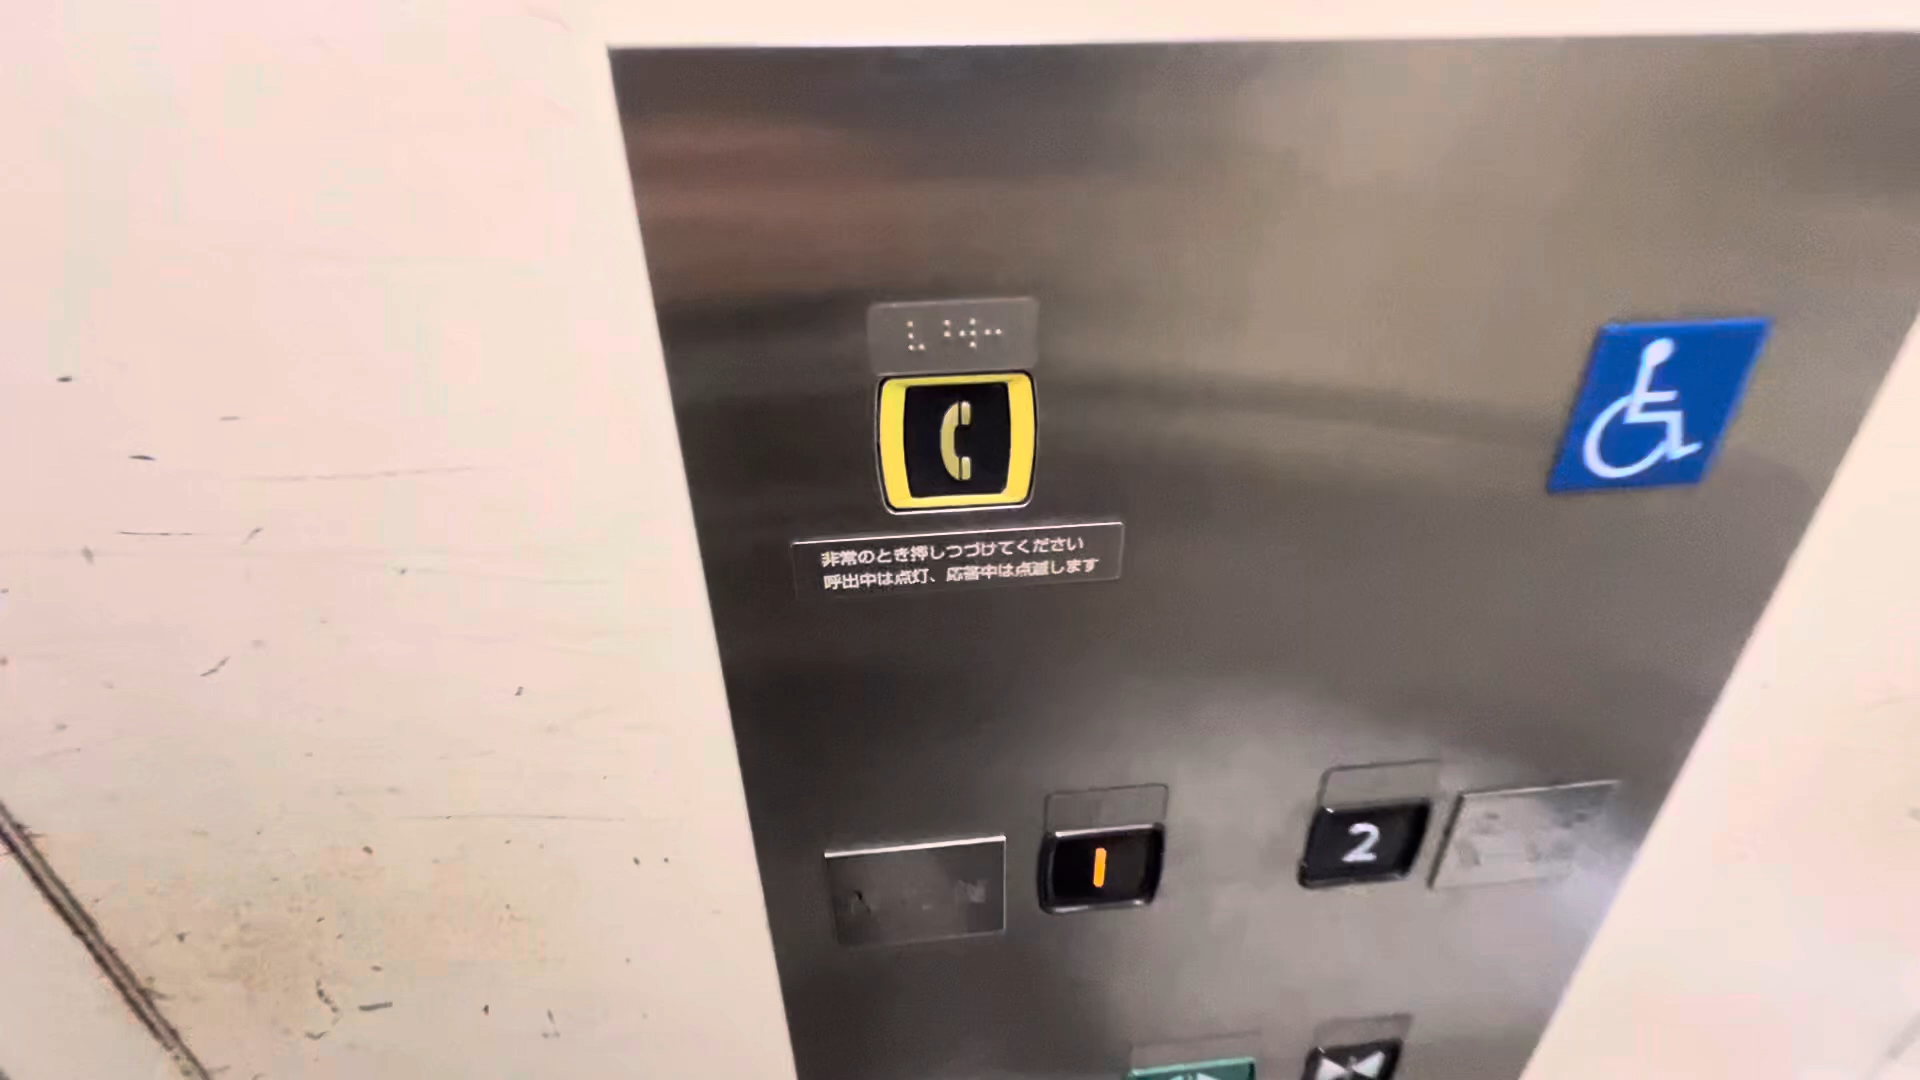 非常のとき押しつづけてください
呼出中は点灯、応答中は点滅します
1
2